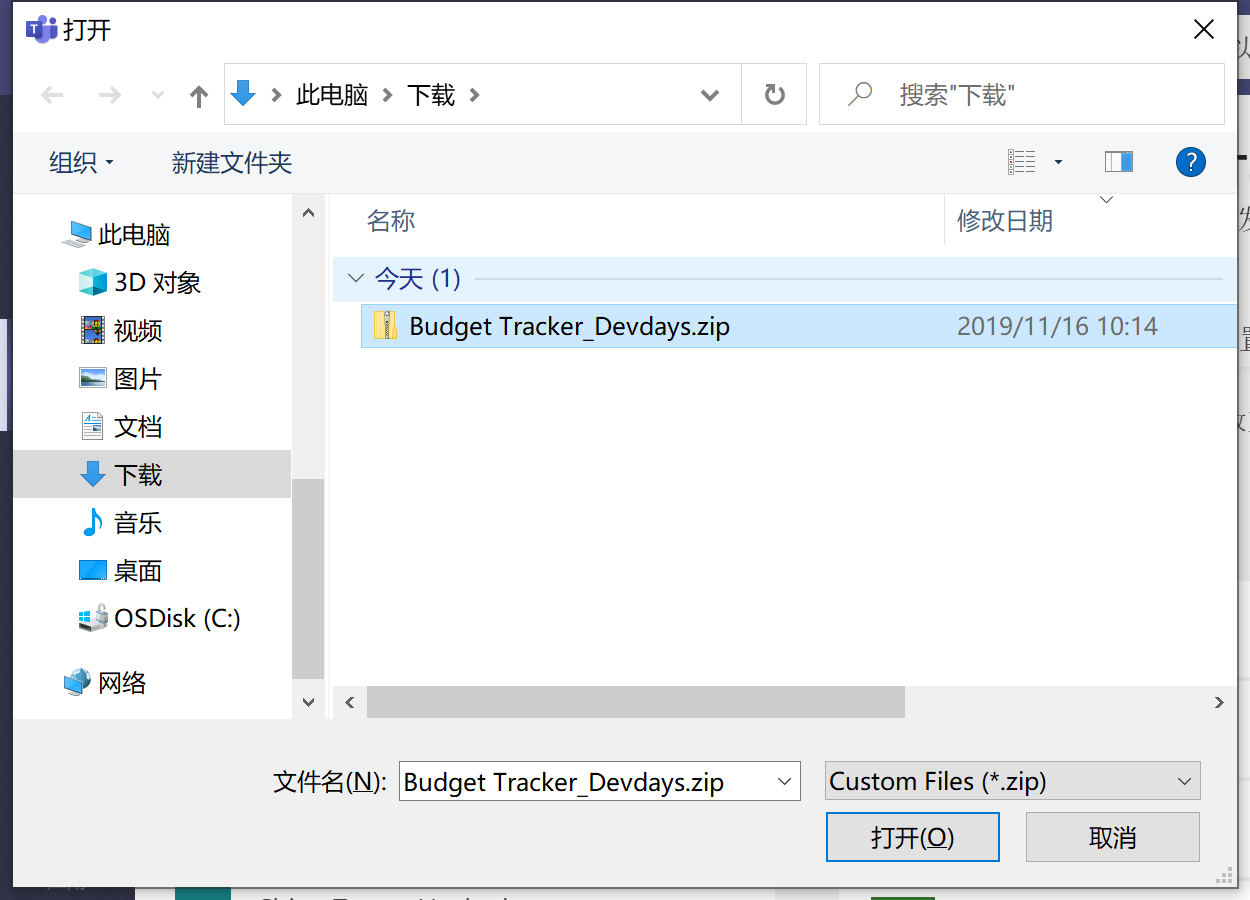 打开
此电脑 下载
搜索"下载"
组织 新建文件夹
此电脑
3D 对象
视频
图片
文档
下载
音乐
桌面
OSDisk (C:)
网络
名称 修改日期
今天 (1)
Budget Tracker_Devdays.zip 2019/11/16 10:14
文件名(N): Budget Tracker_Devdays.zip Custom Files (*.zip)
打开(O) 取消